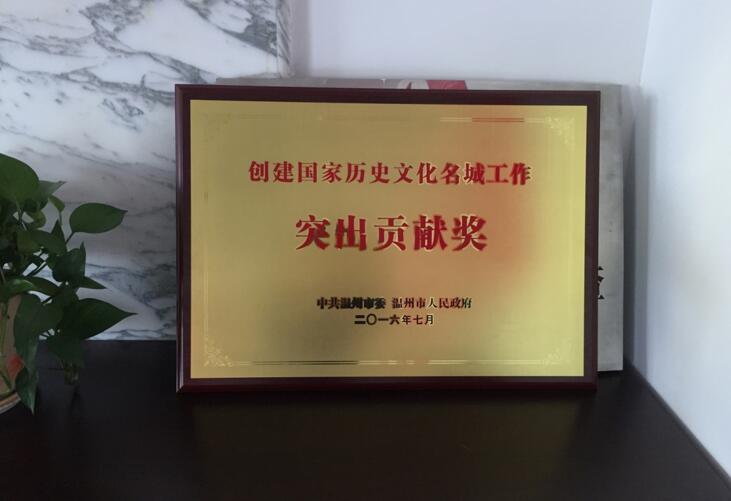 创建国家历史文化名城工作
突出贡献奖
中共温州市委 温州市人民政府
二〇一六年七月